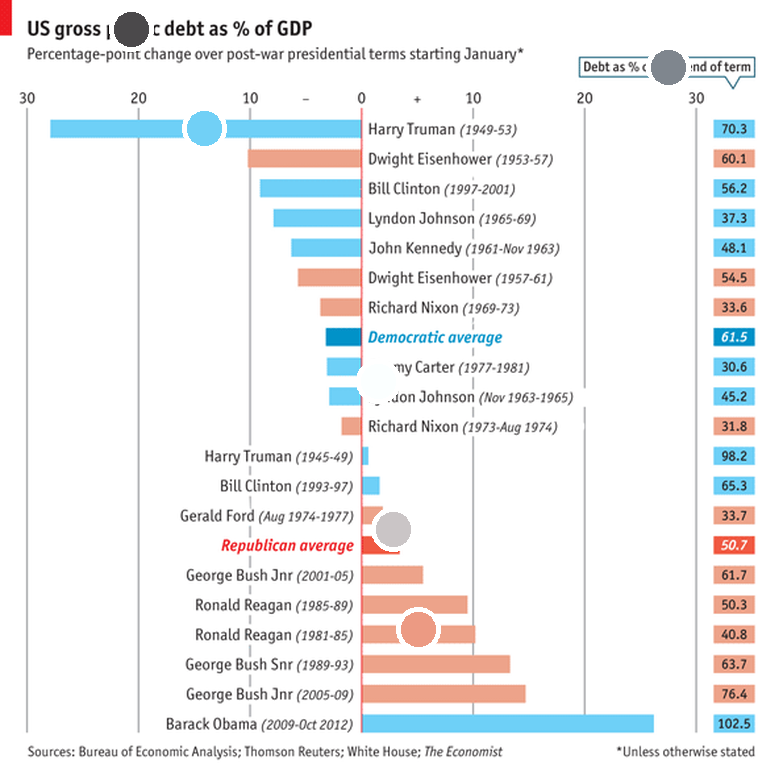 US gross debt as % of GDP
Percentage-point change over post-war presidential terms starting January*
Debt as % end of term
30 20 10 – 0 + 10 20 30
Harry Truman (1949-53) 70.3
Dwight Eisenhower (1953-57) 60.1
Bill Clinton (1997-2001) 56.2
Lyndon Johnson (1965-69) 37.3
John Kennedy (1961-Nov 1963) 48.1
Dwight Eisenhower (1957-61) 54.5
Richard Nixon (1969-73) 33.6
Democratic average 61.5
Carter (1977-1981) 30.6
Johnson (Nov 1963-1965) 45.2
Richard Nixon (1973-Aug 1974) 31.8
Harry Truman (1945-49) 98.2
Bill Clinton (1993-97) 65.3
Gerald Ford (Aug 1974-1977) 33.7
Republican average 50.7
George Bush Jnr (2001-05) 61.7
Ronald Reagan (1985-89) 50.3
Ronald Reagan (1981-85) 40.8
George Bush Snr (1989-93) 63.7
George Bush Jnr (2005-09) 76.4
Barack Obama (2009-Oct 2012) 102.5
Sources: Bureau of Economic Analysis; Thomson Reuters; White House; The Economist *Unless otherwise stated